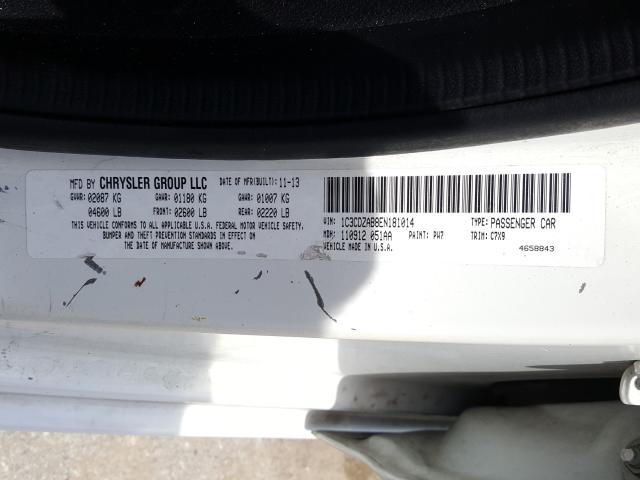 MFD BY CHRYSLER GROUP LLC DATE OF MFR(BUILT): 11-13
GVWR: 02087 KG GAWR: 01180 KG GAWR: 01007 KG
04600 LB FRONT: 02600 LB REAR: 02220 LB
THIS VEHICLE CONFORMS TO ALL APPLICABLE U.S.A. FEDERAL MOTOR VEHICLE SAFETY,
BUMPER AND THEFT PREVENTION STANDARDS IN EFFECT ON
THE DATE OF MANUFACTURE SHOWN ABOVE.
VIN: 1C3CDZAB8EN181014 TYPE: PASSENGER CAR
MDH: 110912 051AA PAINT: PW7 TRIM: C7X9
VEHICLE MADE IN U.S.A. 4658843